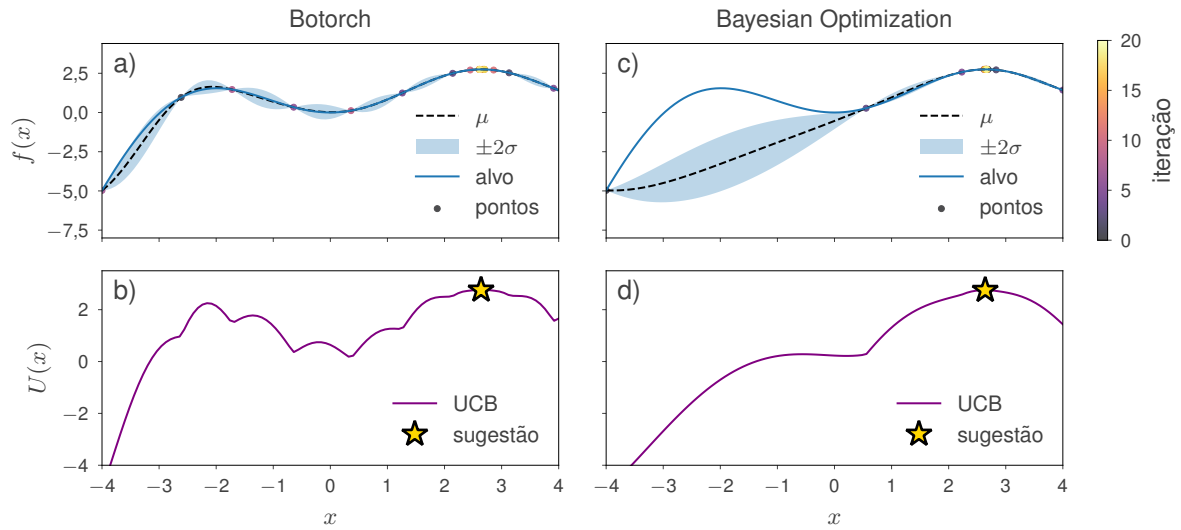 Botorch
Bayesian Optimization
a)
2,5
0,0
−2,5
−5,0
−7,5
f(x)
μ
±2σ
alvo
pontos
c)
μ
±2σ
alvo
pontos
20
15
10
5
0
iteração
b)
2
0
−2
−4
U(x)
UCB
sugestão
−4 −3 −2 −1 0 1 2 3 4
x
d)
UCB
sugestão
−4 −3 −2 −1 0 1 2 3 4
x